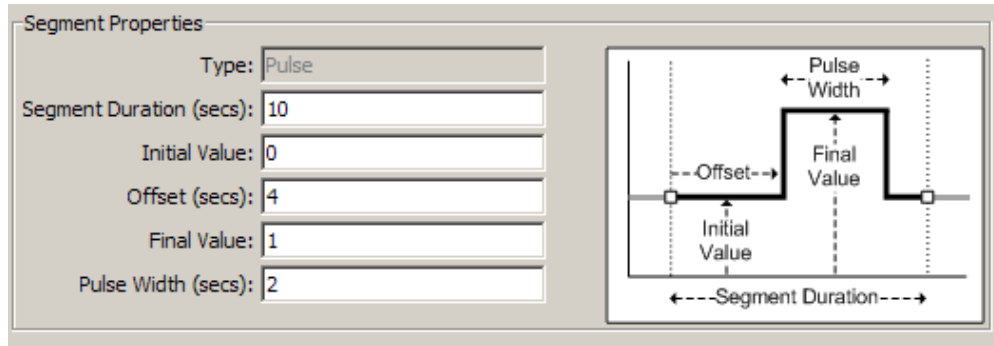 Segment Properties
Type: Pulse
Segment Duration (secs): 10
Initial Value: 0
Offset (secs): 4
Final Value: 1
Pulse Width (secs): 2
Pulse
Width
Offset
Final
Value
Initial
Value
Segment Duration